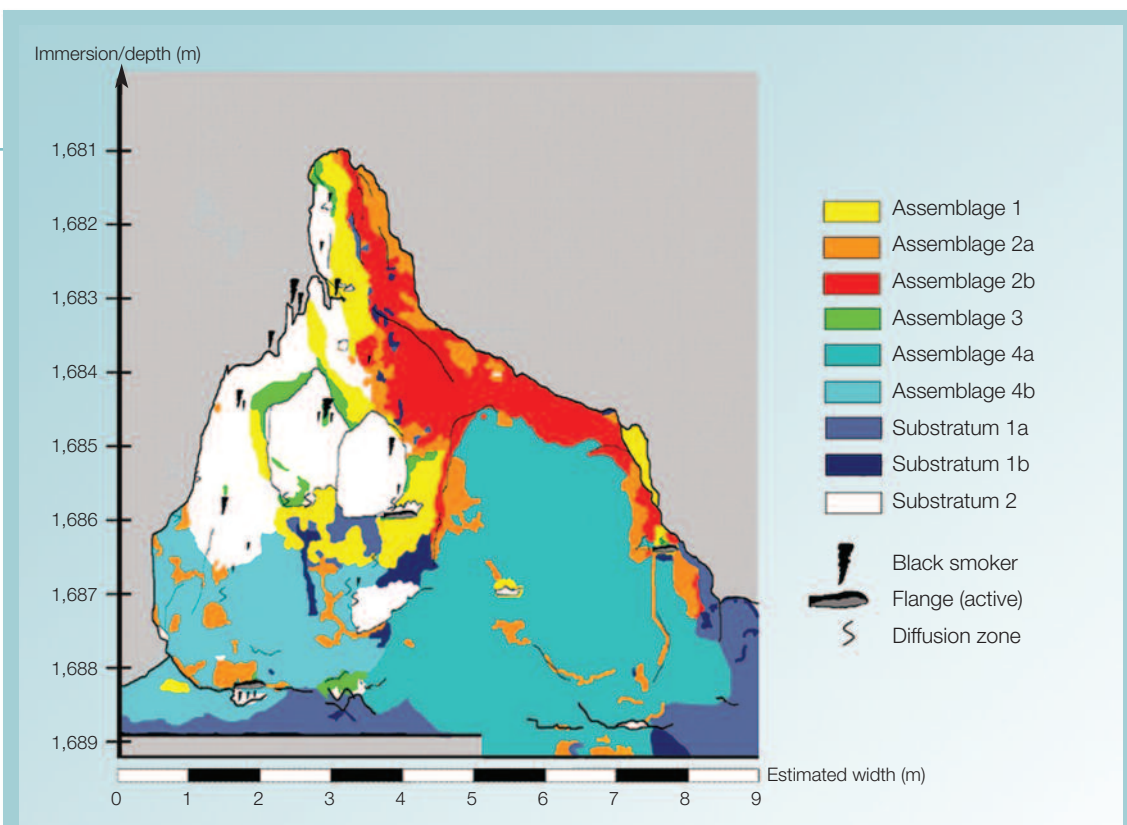 Immersion/depth (m)
1,681
1,682
1,683
1,684
1,685
1,686
1,687
1,688
1,689
Assemblage 1
Assemblage 2a
Assemblage 2b
Assemblage 3
Assemblage 4a
Assemblage 4b
Substratum 1a
Substratum 1b
Substratum 2
Black smoker
Flange (active)
Diffusion zone
Estimated width (m)
0 1 2 3 4 5 6 7 8 9